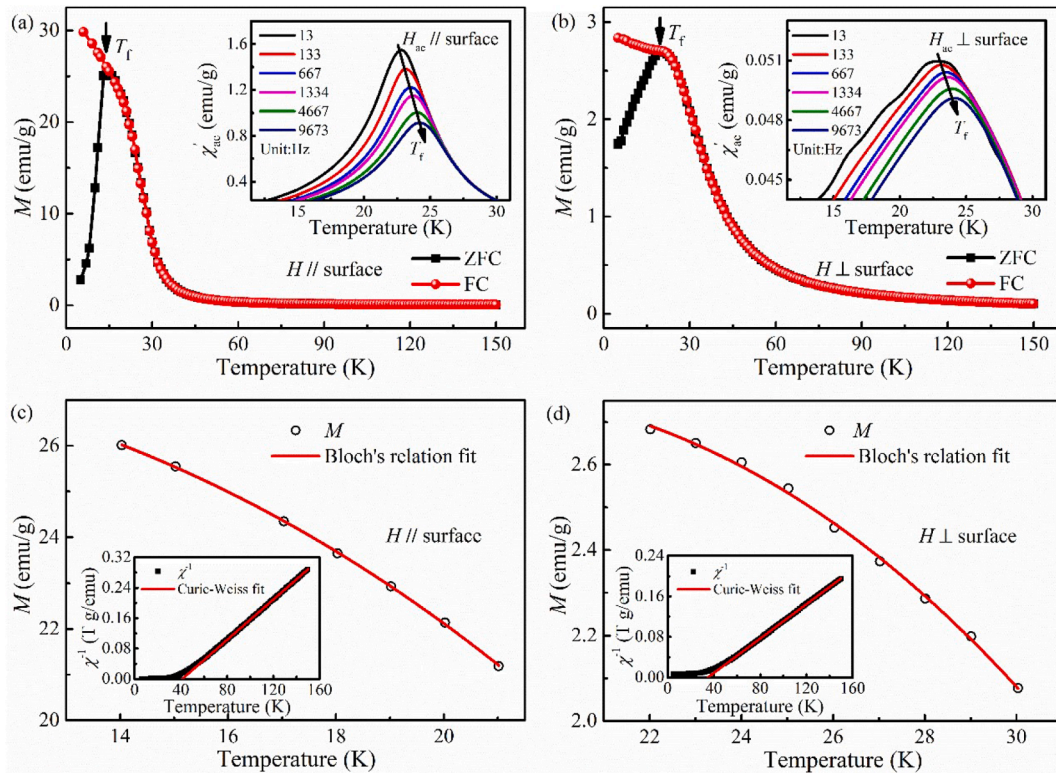 (a)
30
25
20
15
10
5
0
M (emu/g)
T_f
1.6
1.2
0.8
0.4
χ'_ac (emu/g)
13
133
667
1334
4667
9673
Unit:Hz
H_ac // surface
T_f
15 20 25 30
Temperature (K)
ZFC
FC
H // surface
0 30 60 90 120 150
Temperature (K)
(b)
3
2
1
0
M (emu/g)
T_f
0.051
0.049
0.047
0.045
χ'_ac (emu/g)
13
133
667
1334
4667
9673
Unit:Hz
H_ac ⊥ surface
T_f
15 20 25 30
Temperature (K)
ZFC
FC
H ⊥ surface
0 30 60 90 120 150
Temperature (K)
(c)
26
24
22
20
M (emu/g)
M
Bloch's relation fit
H // surface
0.32
0.24
0.16
0.08
0.00
χ⁻¹ (T g/emu)
χ⁻¹
Curie-Weiss fit
0 40 80 120 160
Temperature (K)
14 16 18 20
Temperature (K)
(d)
2.6
2.4
2.2
2.0
M (emu/g)
M
Bloch's relation fit
H ⊥ surface
0.24
0.16
0.08
0.00
χ⁻¹ (T g/emu)
χ⁻¹
Curie-Weiss fit
0 40 80 120 160
Temperature (K)
22 24 26 28 30
Temperature (K)